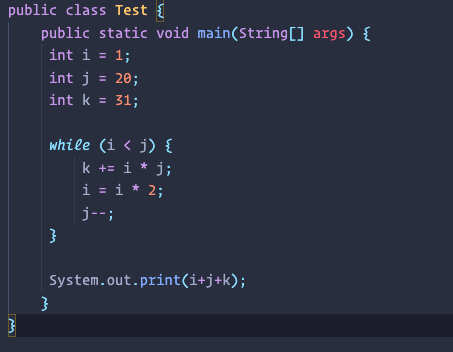 public class Test {
    public static void main(String[] args) {
     int i = 1;
     int j = 20;
     int k = 31;

     while (i < j) {
         k += i * j;
         i = i * 2;
         j--;
     }

     System.out.print(i+j+k);
    }
}